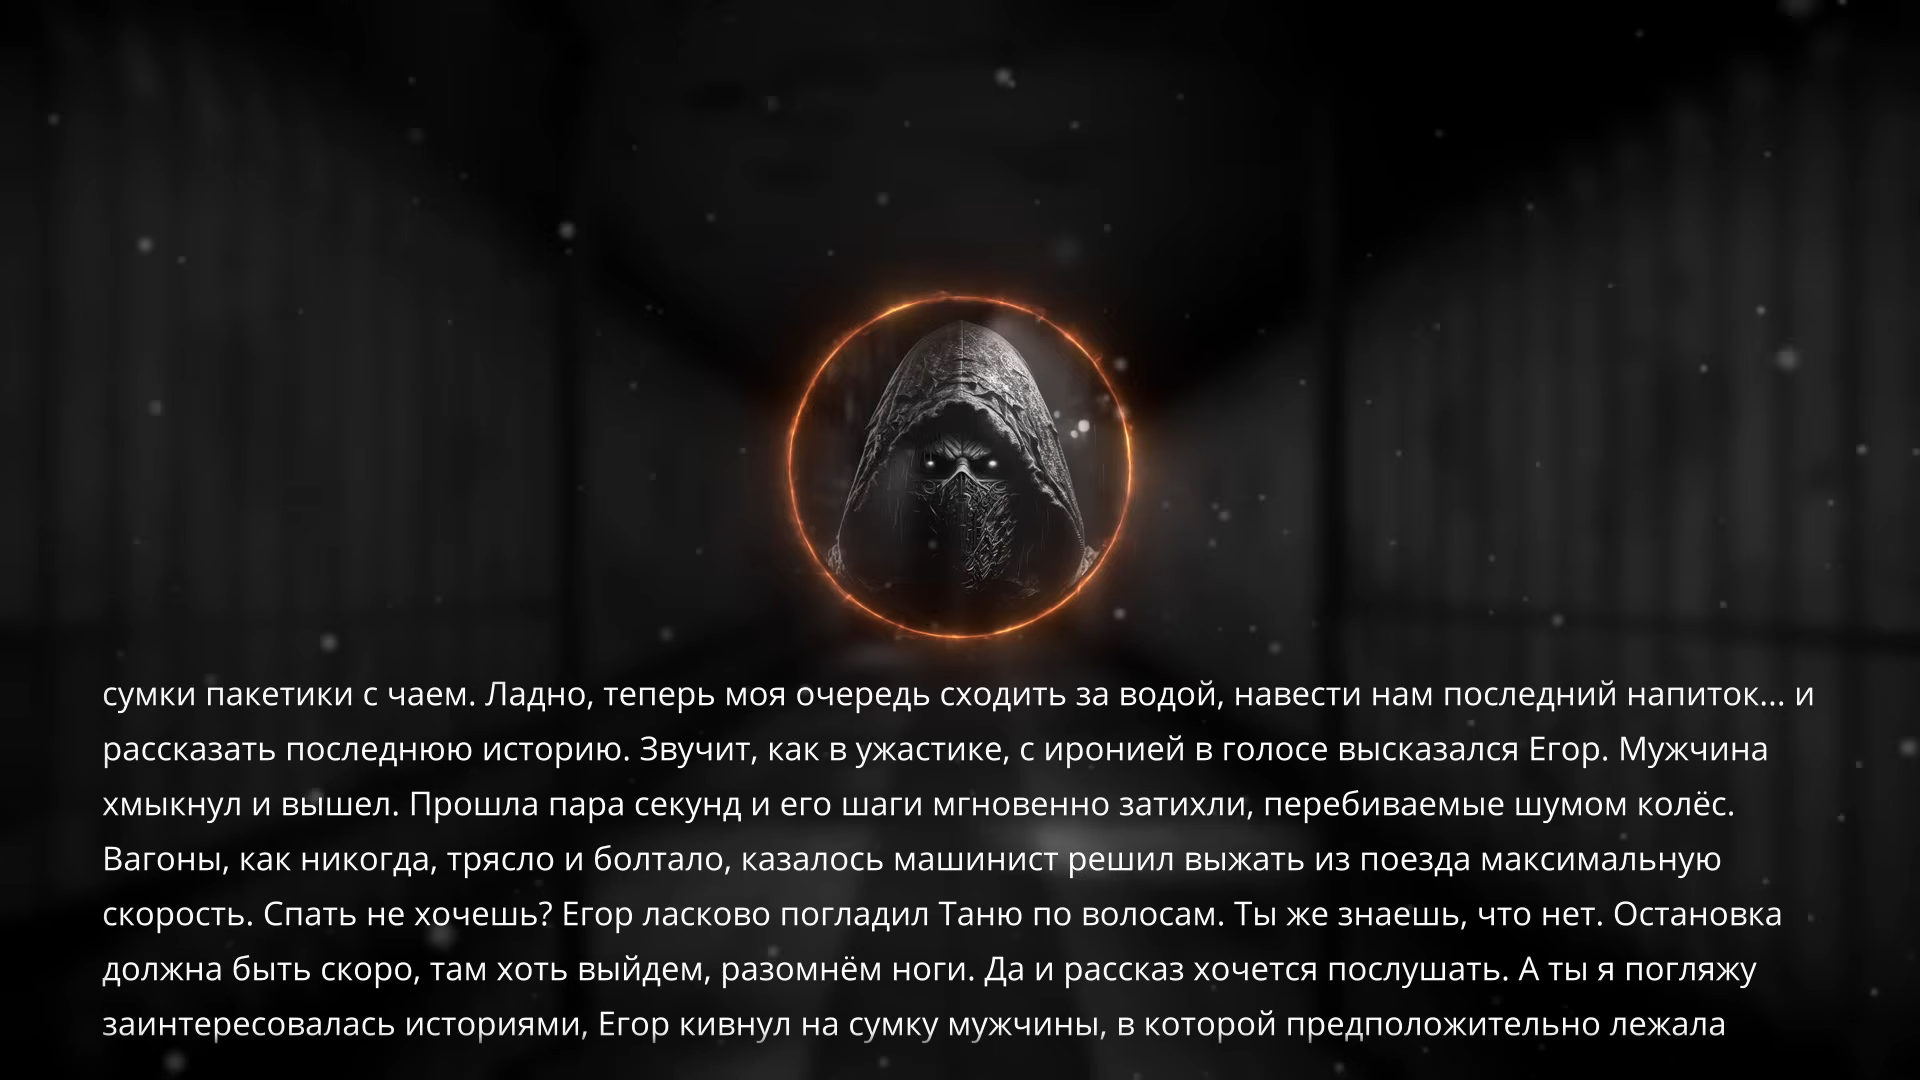 сумки пакетики с чаем. Ладно, теперь моя очередь сходить за водой, навести нам последний напиток... и
рассказать последнюю историю. Звучит, как в ужастике, с иронией в голосе высказался Егор. Мужчина
хмыкнул и вышел. Прошла пара секунд и его шаги мгновенно затихли, перебиваемые шумом колёс.
Вагоны, как никогда, трясло и болтало, казалось машинист решил выжать из поезда максимальную
скорость. Спать не хочешь? Егор ласково погладил Таню по волосам. Ты же знаешь, что нет. Остановка
должна быть скоро, там хоть выйдем, разомнём ноги. Да и рассказ хочется послушать. А ты я погляжу
заинтересовалась историями, Егор кивнул на сумку мужчины, в которой предположительно лежала